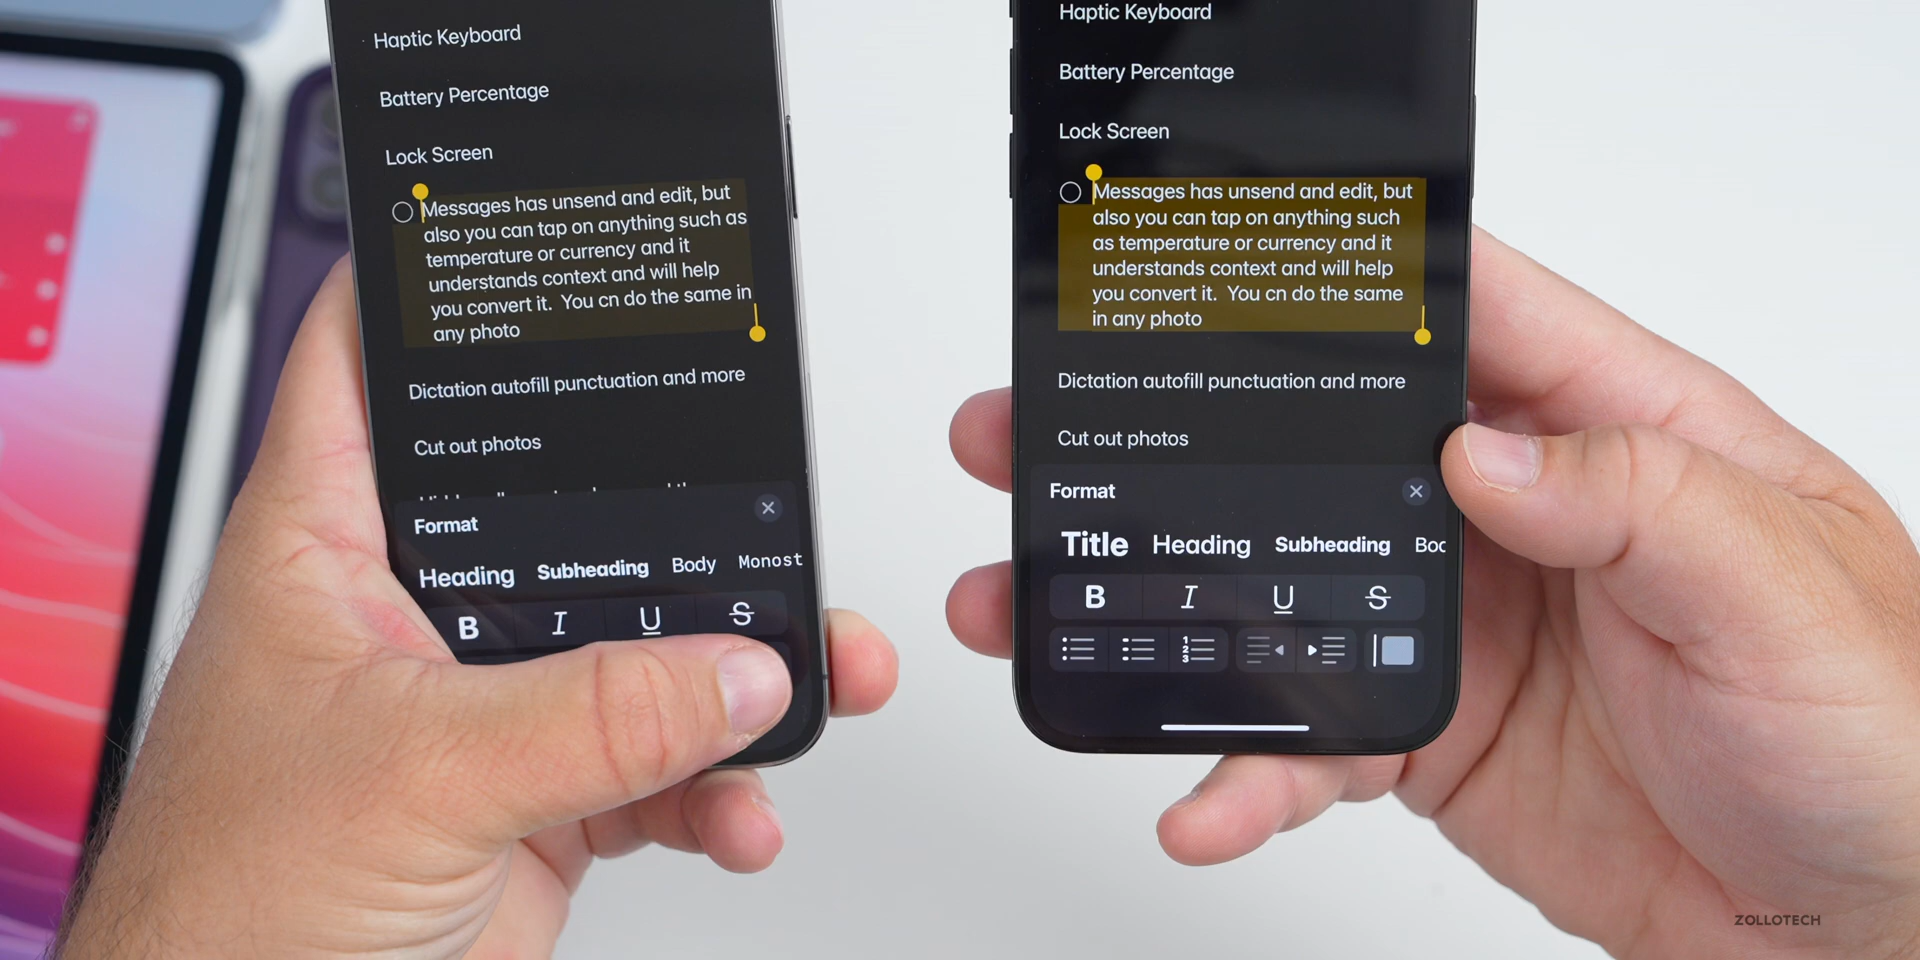 Haptic Keyboard
Battery Percentage
Lock Screen
Messages has unsend and edit, but
also you can tap on anything such as
temperature or currency and it
understands context and will help
you convert it.  You cn do the same in
any photo
Dictation autofill punctuation and more
Cut out photos
Format
Heading Subheading Body Monost
B I U S
Haptic Keyboard
Battery Percentage
Lock Screen
Messages has unsend and edit, but
also you can tap on anything such
as temperature or currency and it
understands context and will help
you convert it.  You cn do the same
in any photo
Dictation autofill punctuation and more
Cut out photos
Format
Title Heading Subheading Boc
B I U S
1
2
3
ZOLLOTECH